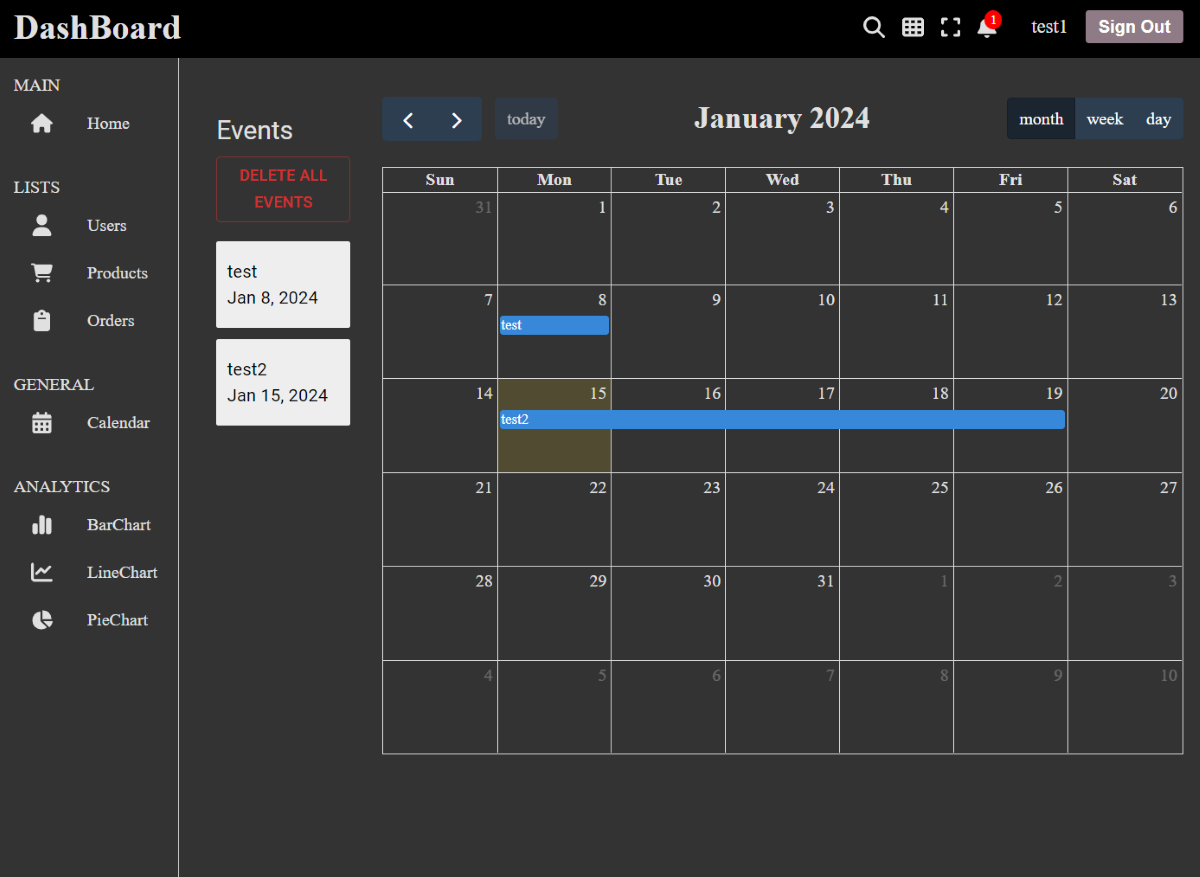 DashBoard
1
test1
Sign Out
MAIN
Home
LISTS
Users
Products
Orders
GENERAL
Calendar
ANALYTICS
BarChart
LineChart
PieChart
Events
DELETE ALL
EVENTS
test
Jan 8, 2024
test2
Jan 15, 2024
today
January 2024
month week day
Sun Mon Tue Wed Thu Fri Sat
31 1 2 3 4 5 6
7 8 9 10 11 12 13
test
14 15 16 17 18 19 20
test2
21 22 23 24 25 26 27
28 29 30 31 1 2 3
4 5 6 7 8 9 10